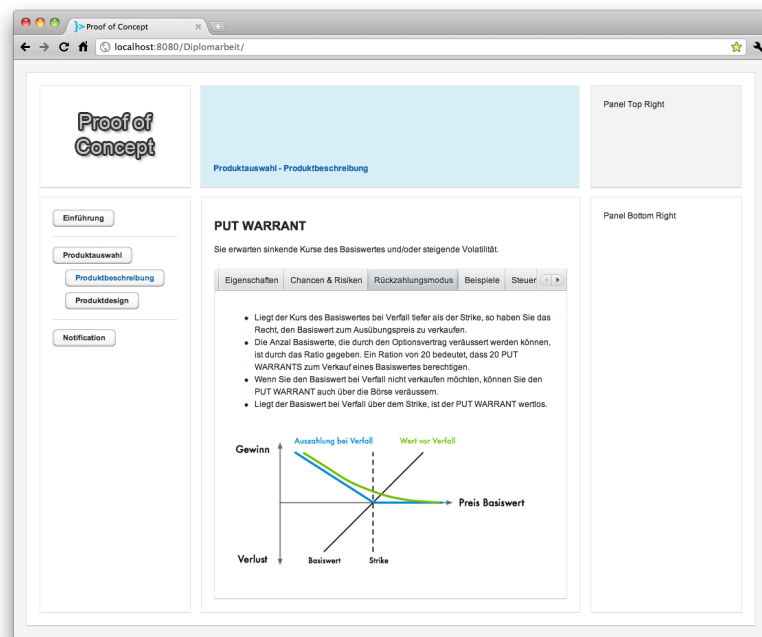 Proof of Concept
localhost:8080/Diplomarbeit/
Proof of
Concept
Produktauswahl - Produktbeschreibung
Panel Top Right
Einführung
Produktauswahl
Produktbeschreibung
Produktdesign
Notification
PUT WARRANT
Sie erwarten sinkende Kurse des Basiswertes und/oder steigende Volatilität.
Eigenschaften Chancen & Risiken Rückzahlungsmodus Beispiele Steuer
Liegt der Kurs des Basiswertes bei Verfall tiefer als der Strike, so haben Sie das
Recht, den Basiswert zum Ausübungspreis zu verkaufen.
Die Anzal Basiswerte, die durch den Optionsvertrag veräussert werden können,
ist durch das Ratio gegeben. Ein Ration von 20 bedeutet, dass 20 PUT
WARRANTS zum Verkauf eines Basiswertes berechtigen.
Wenn Sie den Basiswert bei Verfall nicht verkaufen möchten, können Sie den
PUT WARRANT auch über die Börse veräussern.
Liegt der Basiswert bei Verfall über dem Strike, ist der PUT WARRANT wertlos.
Auszahlung bei Verfall Wert vor Verfall
Gewinn
Preis Basiswert
Verlust
Basiswert Strike
Panel Bottom Right